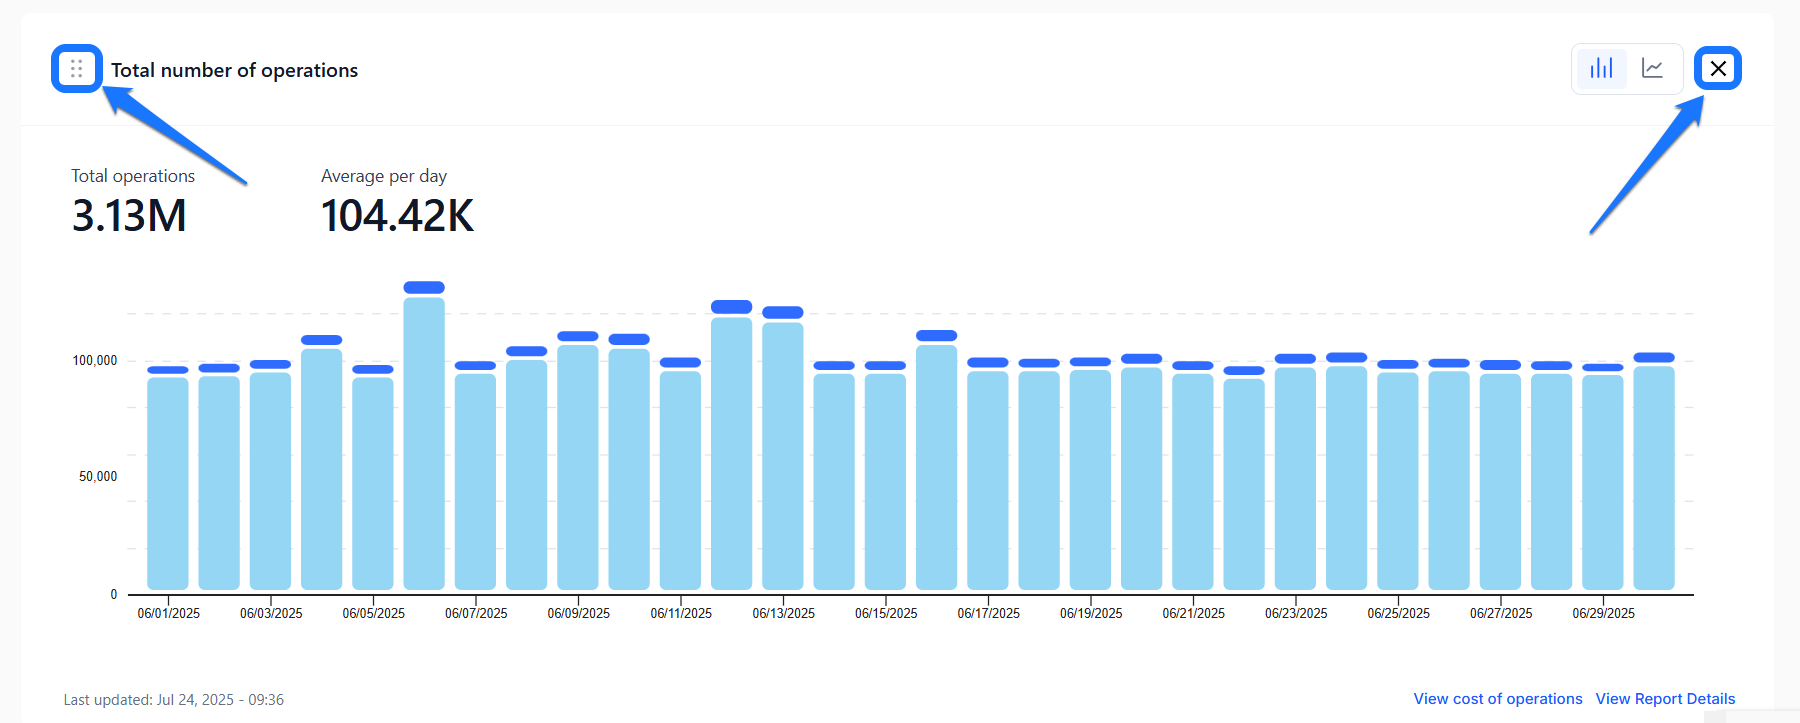 Total number of operations
Total operations
3.13M
Average per day
104.42K
100,000
50,000
0
06/01/2025 06/03/2025 06/05/2025 06/07/2025 06/09/2025 06/11/2025 06/13/2025 06/15/2025 06/17/2025 06/19/2025 06/21/2025 06/23/2025 06/25/2025 06/27/2025 06/29/2025
Last updated: Jul 24, 2025 - 09:36
View cost of operations View Report Details